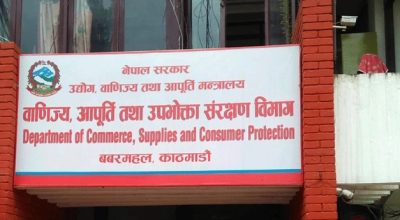 नेपाल सरकार
उद्योग, वाणिज्य तथा आपूर्ति मन्त्रालय
वाणिज्य, आपूर्ति तथा उपभोक्ता संरक्षण विभाग
Department of Commerce, Supplies and Consumer Protection
बबरमहल, काठमाडौं